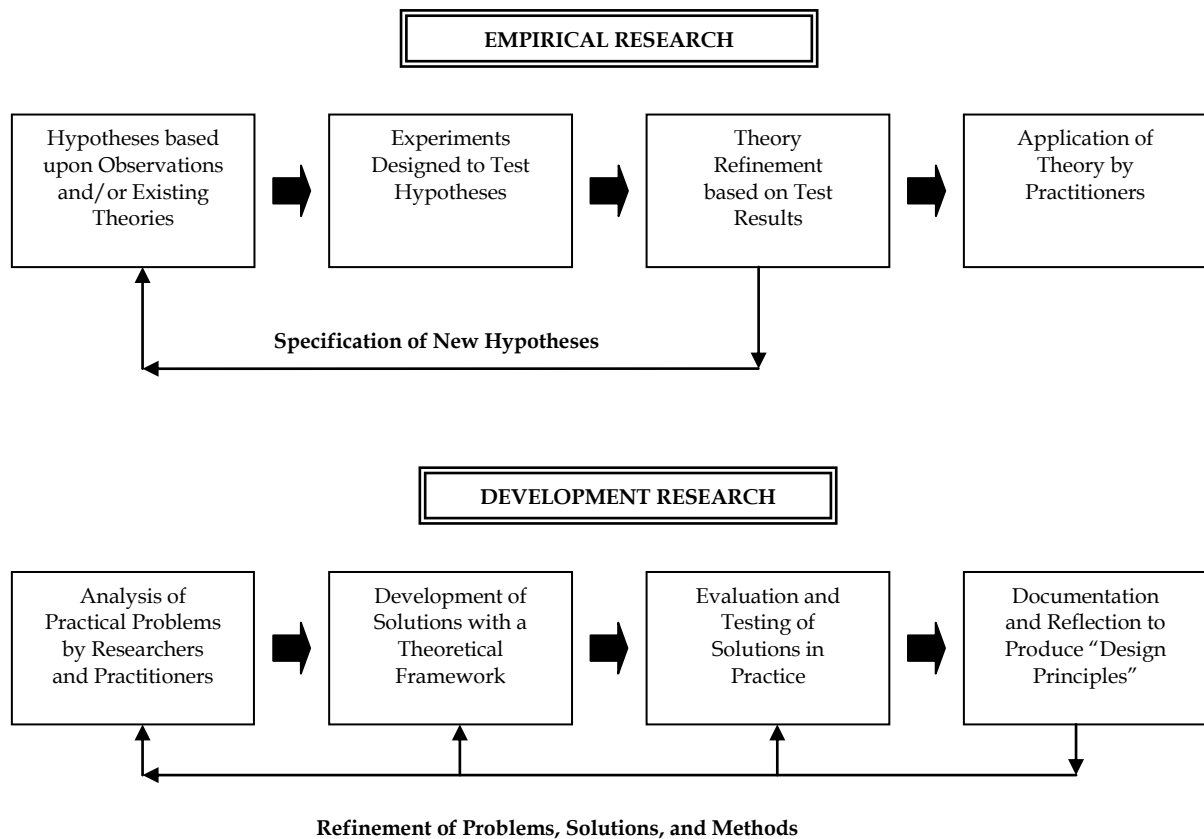 EMPIRICAL RESEARCH
Hypotheses based
upon Observations
and/or Existing
Theories
Experiments
Designed to Test
Hypotheses
Theory
Refinement
based on Test
Results
Application of
Theory by
Practitioners
Specification of New Hypotheses
DEVELOPMENT RESEARCH
Analysis of
Practical Problems
by Researchers
and Practitioners
Development of
Solutions with a
Theoretical
Framework
Evaluation and
Testing of
Solutions in
Practice
Documentation
and Reflection to
Produce “Design
Principles”
Refinement of Problems, Solutions, and Methods